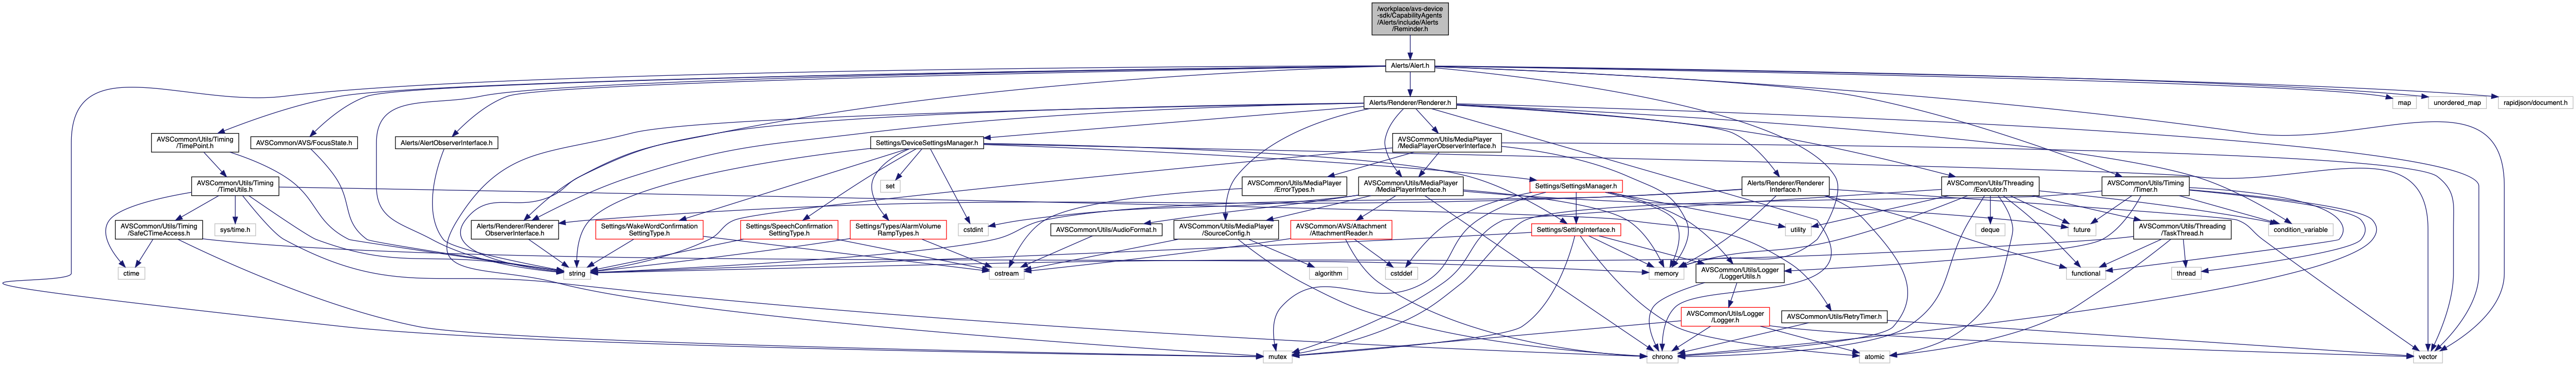 /workplace/avs-device
-sdk/CapabilityAgents
/Alerts/include/Alerts
/Reminder.h
Alerts/Alert.h
Alerts/Renderer/Renderer.h
map
unordered_map
rapidjson/document.h
AVSCommon/Utils/Timing
/TimePoint.h
AVSCommon/AVS/FocusState.h
Alerts/AlertObserverInterface.h
Settings/DeviceSettingsManager.h
AVSCommon/Utils/MediaPlayer
/MediaPlayerObserverInterface.h
AVSCommon/Utils/Timing
/TimeUtils.h
set
AVSCommon/Utils/MediaPlayer
/ErrorTypes.h
AVSCommon/Utils/MediaPlayer
/MediaPlayerInterface.h
Settings/SettingsManager.h
Alerts/Renderer/Renderer
Interface.h
AVSCommon/Utils/Threading
/Executor.h
AVSCommon/Utils/Timing
/Timer.h
AVSCommon/Utils/Timing
/SafeCTimeAccess.h
sys/time.h
Alerts/Renderer/Renderer
ObserverInterface.h
Settings/WakeWordConfirmation
SettingType.h
Settings/SpeechConfirmation
SettingType.h
Settings/Types/AlarmVolume
RampTypes.h
cstdint
AVSCommon/Utils/AudioFormat.h
AVSCommon/Utils/MediaPlayer
/SourceConfig.h
AVSCommon/AVS/Attachment
/AttachmentReader.h
Settings/SettingInterface.h
utility
deque
future
AVSCommon/Utils/Threading
/TaskThread.h
condition_variable
ctime
string
ostream
algorithm
cstddef
memory
AVSCommon/Utils/Logger
/LoggerUtils.h
functional
thread
AVSCommon/Utils/Logger
/Logger.h
AVSCommon/Utils/RetryTimer.h
mutex
chrono
atomic
vector